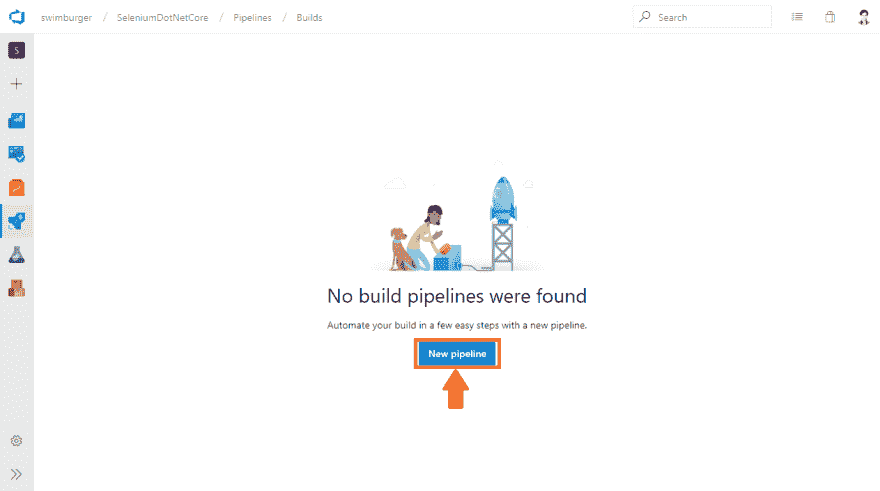 swimburger / SeleniumDotNetCore / Pipelines / Builds Search
S
No build pipelines were found
Automate your build in a few easy steps with a new pipeline.
New pipeline